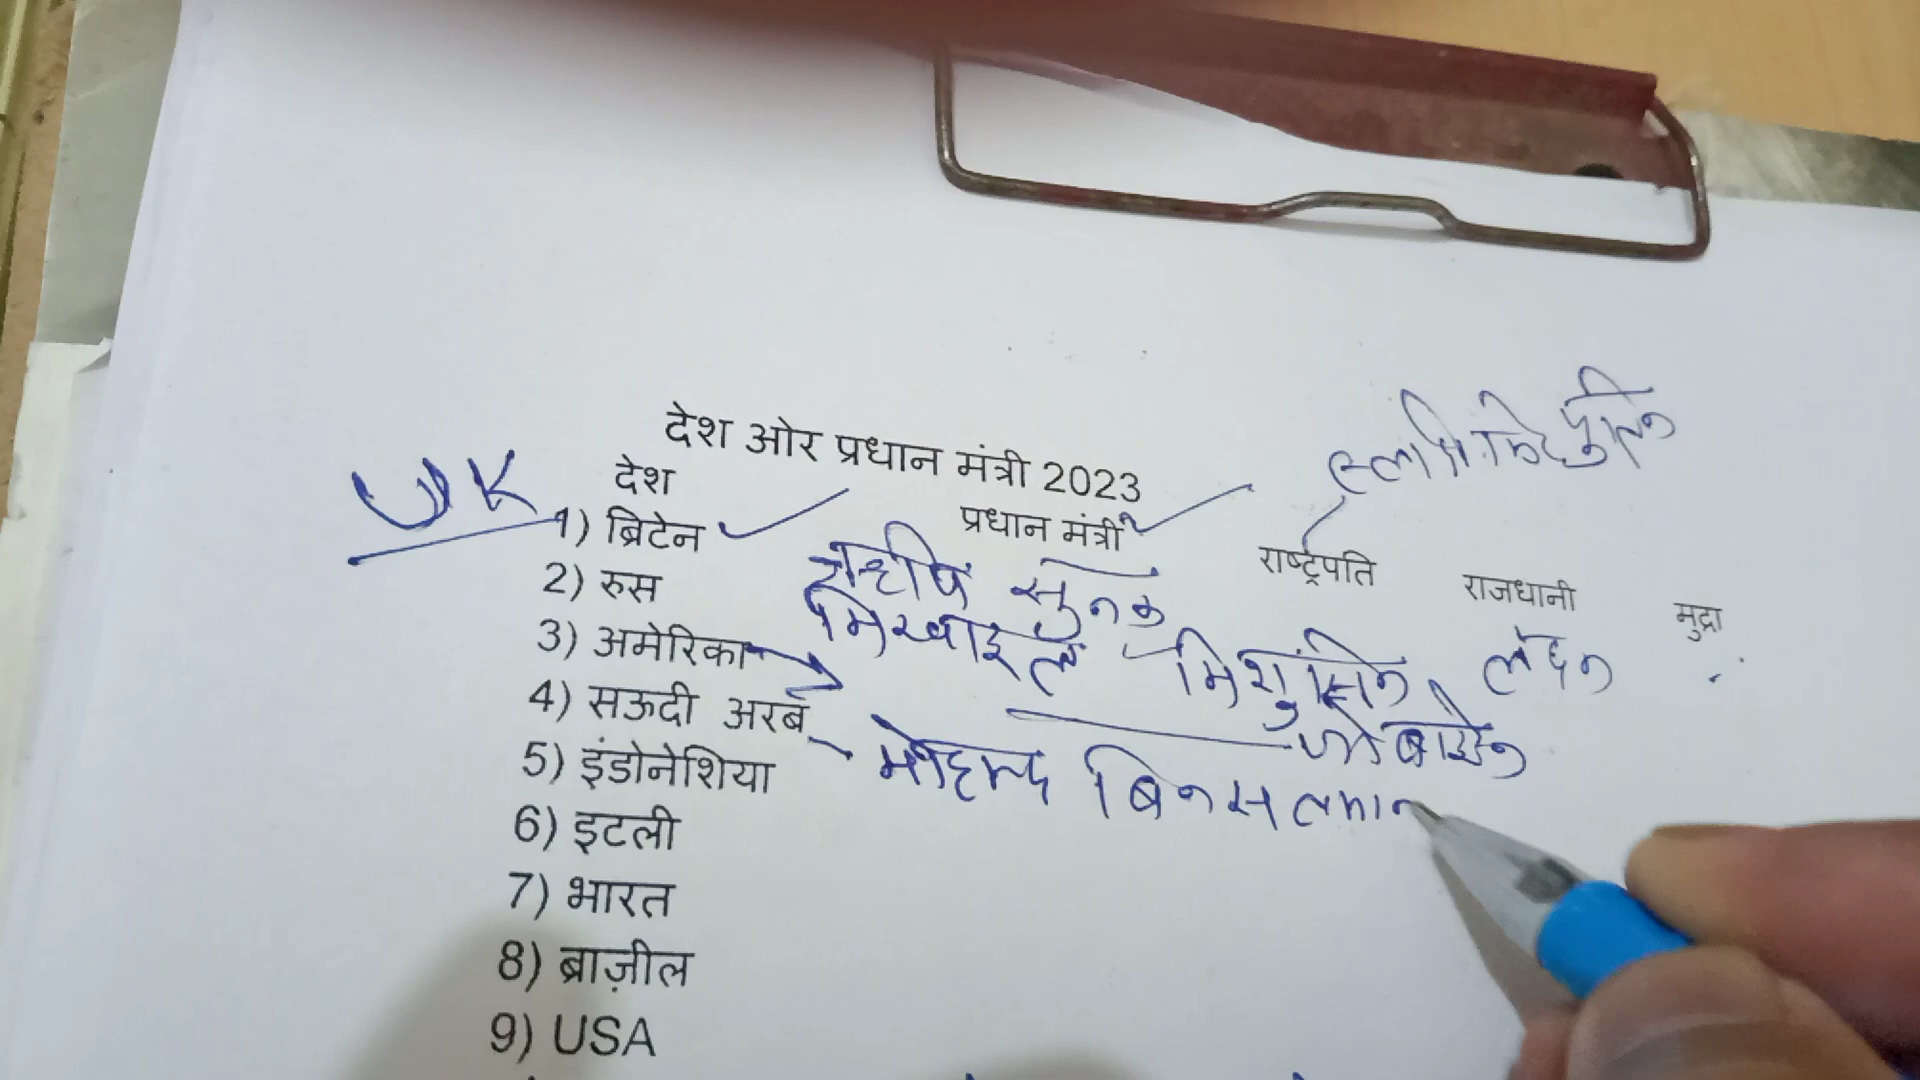 देश ओर प्रधान मंत्री 2023
देश प्रधान मंत्री राष्ट्रपति राजधानी मुद्रा
UK
1) ब्रिटेन सुनक लंदन
2) रुस मिखाइल मिशुस्तिन
3) अमेरिका जो बाइडेन
4) सऊदी अरब मोहम्मद बिन सलमान
5) इंडोनेशिया
6) इटली
7) भारत
8) ब्राज़ील
9) USA